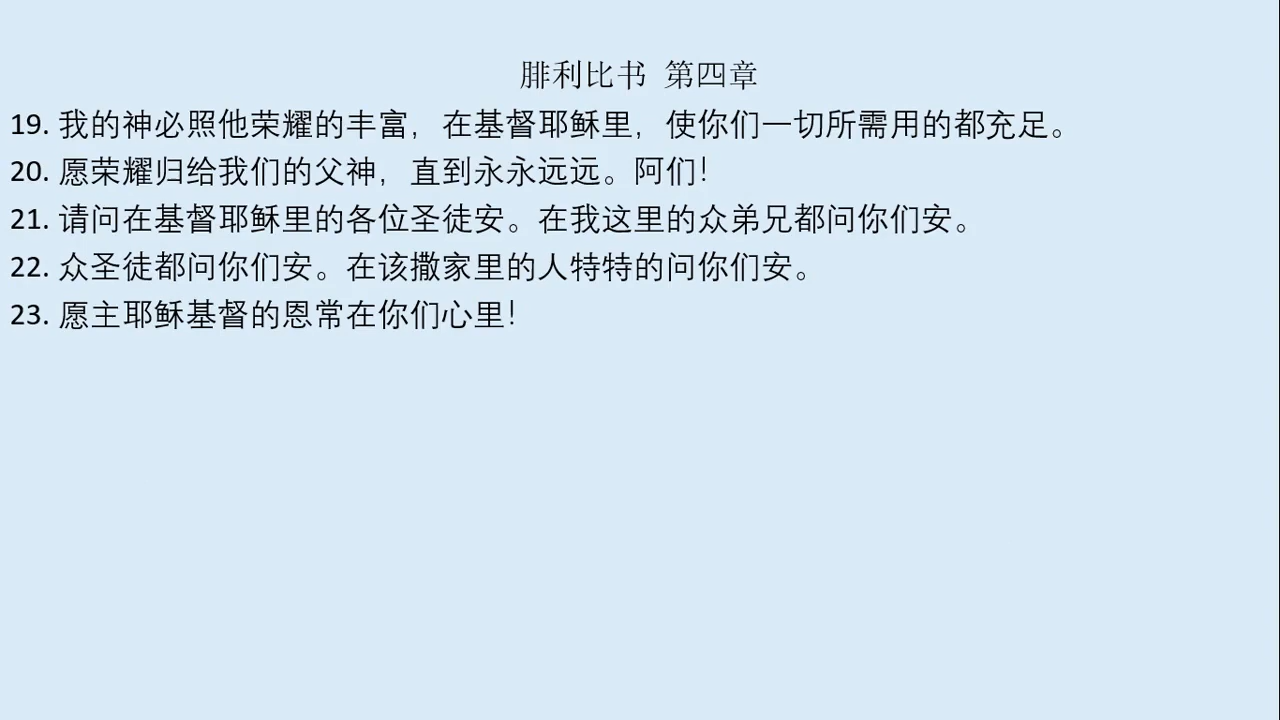 腓利比书 第四章
19. 我的神必照他荣耀的丰富，在基督耶稣里，使你们一切所需用的都充足。
20. 愿荣耀归给我们的父神，直到永永远远。阿们！
21. 请问在基督耶稣里的各位圣徒安。在我这里的众弟兄都问你们安。
22. 众圣徒都问你们安。在该撒家里的人特特的问你们安。
23. 愿主耶稣基督的恩常在你们心里！